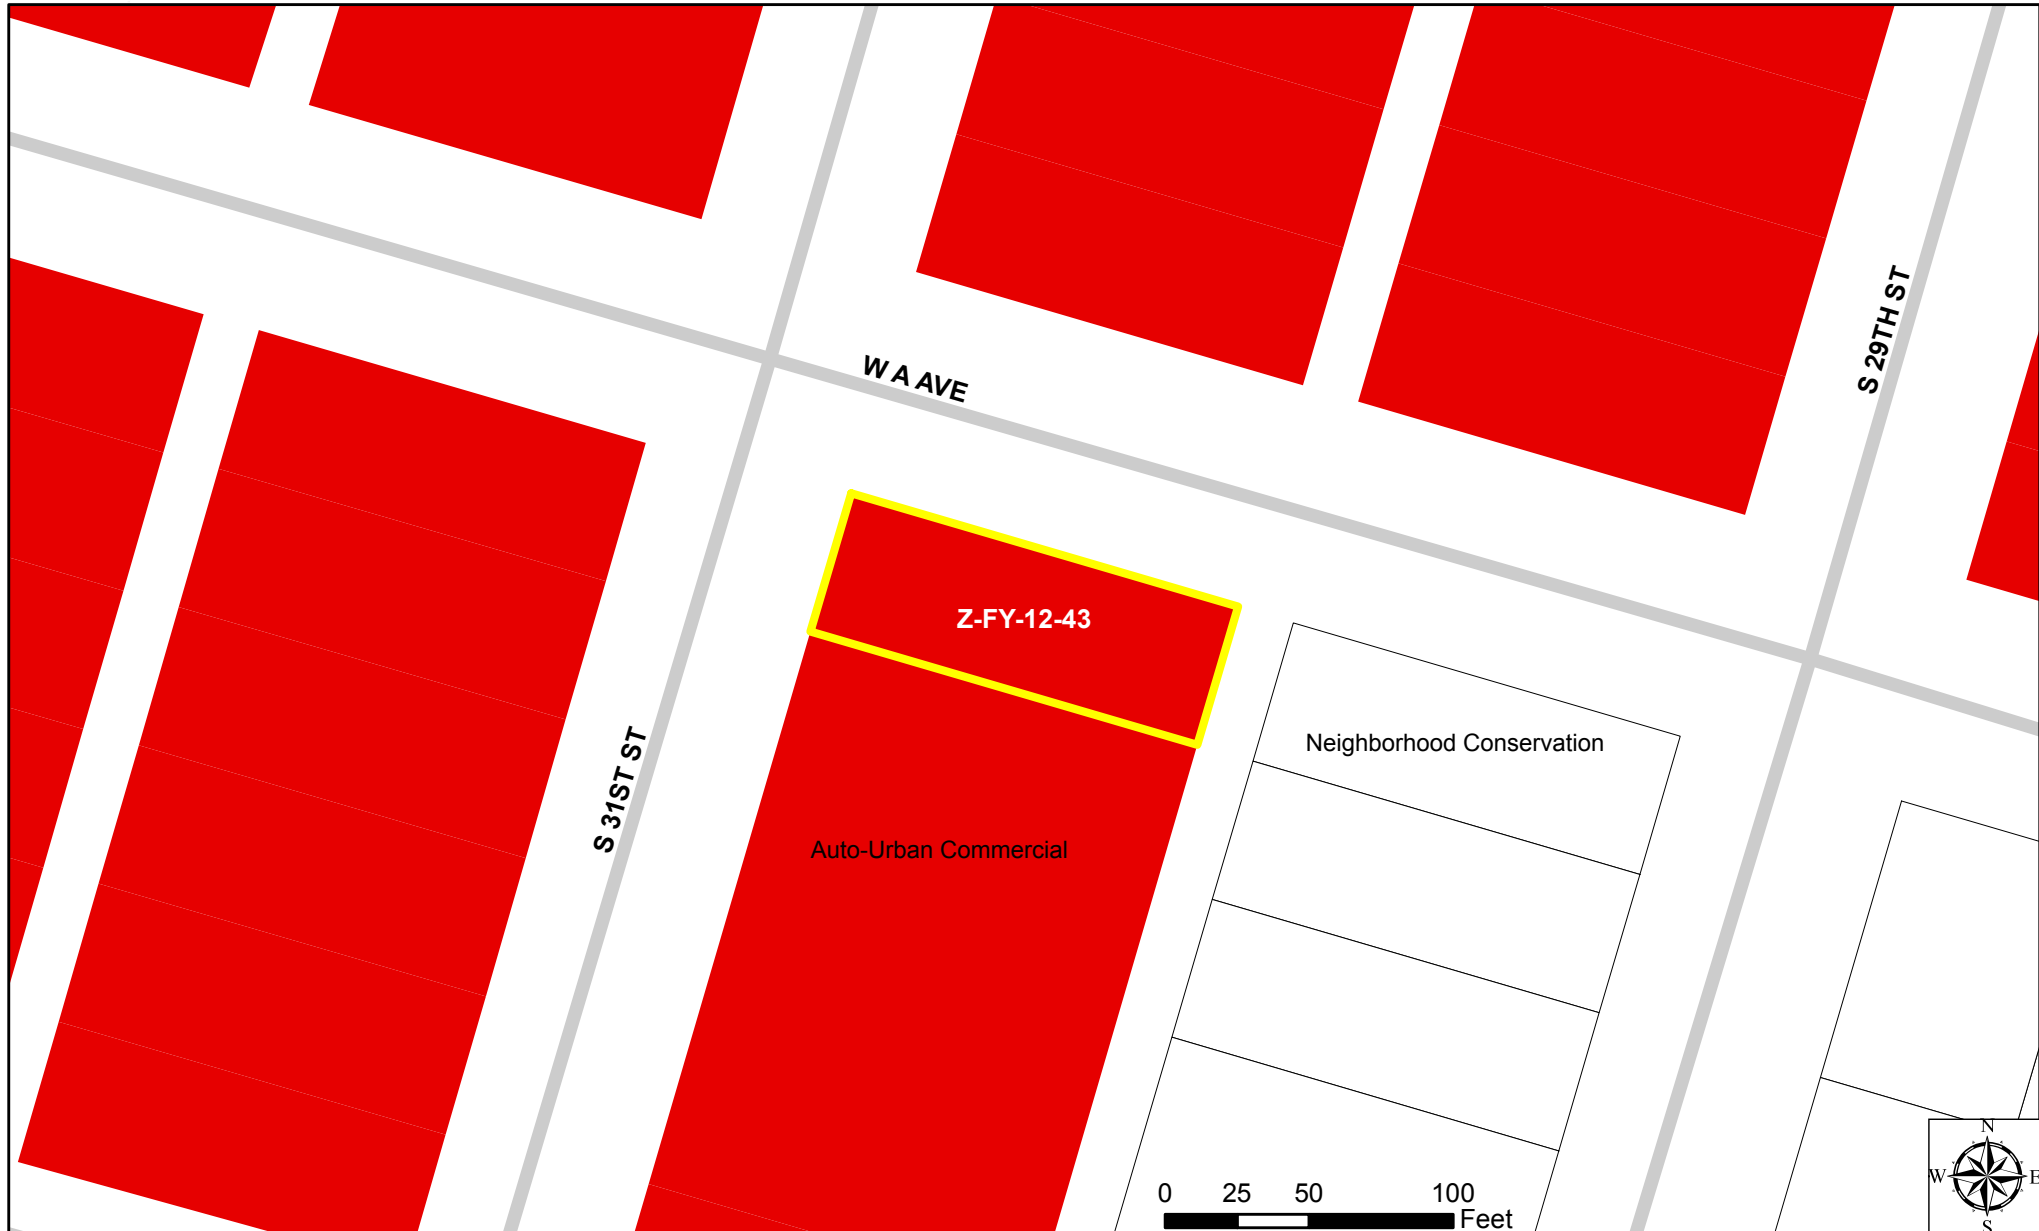 W A AVE
S 29TH ST
Z-FY-12-43
Neighborhood Conservation
S 31ST ST
Auto-Urban Commercial
N
W E
S
0 25 50 100
Feet